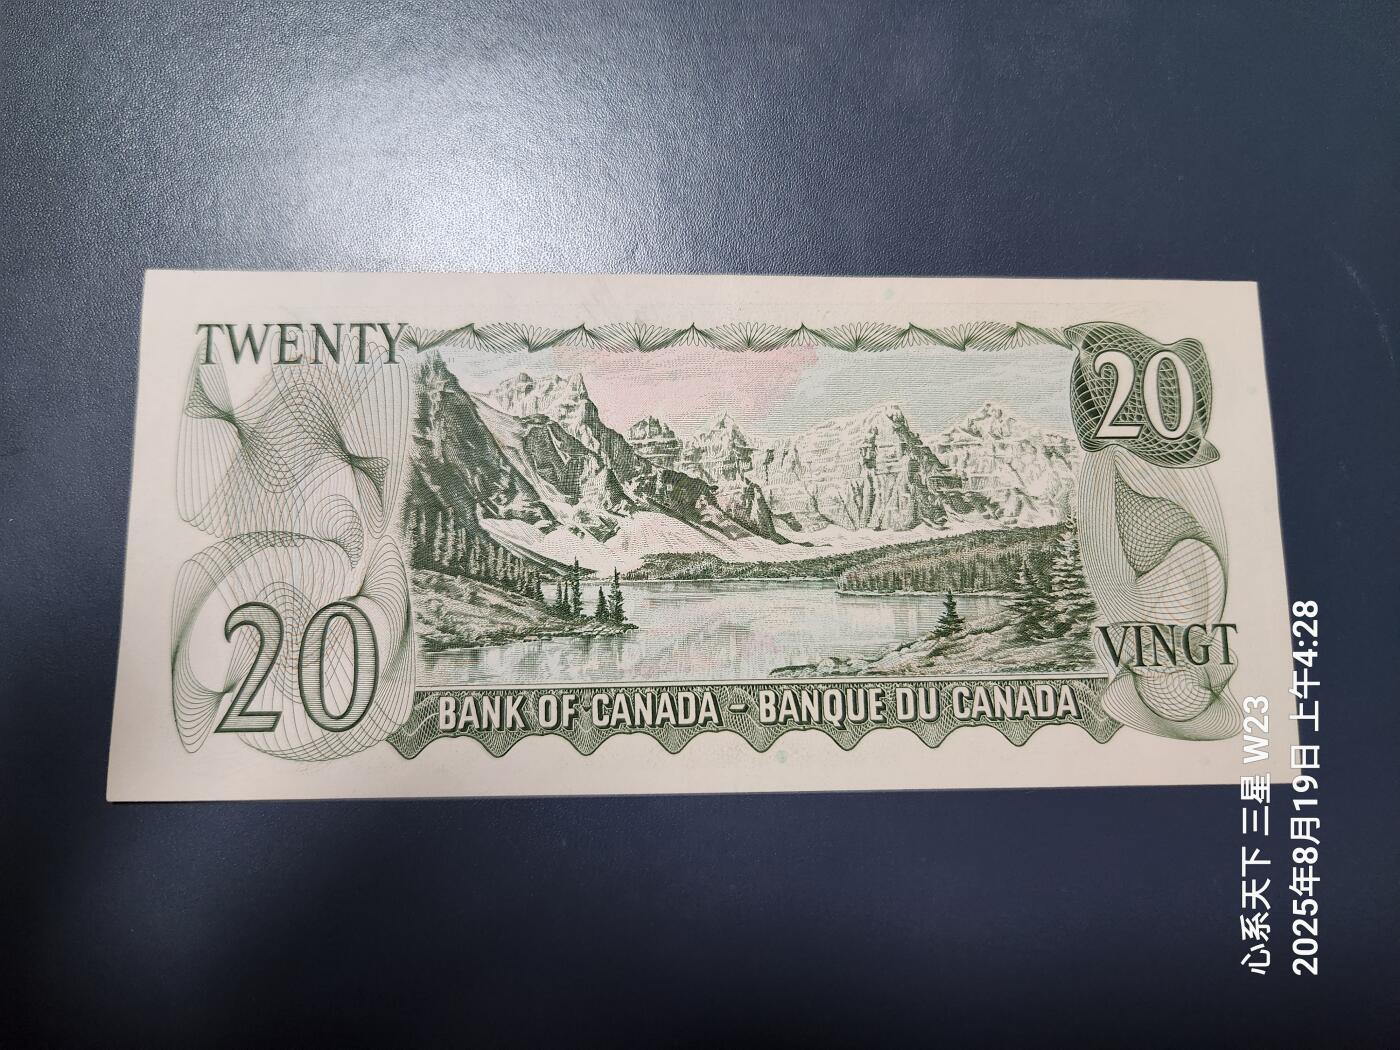 TWENTY
20
20
VINGT
BANK OF CANADA - BANQUE DU CANADA
心系天下 三星 W23
2025年8月19日 上午4:28